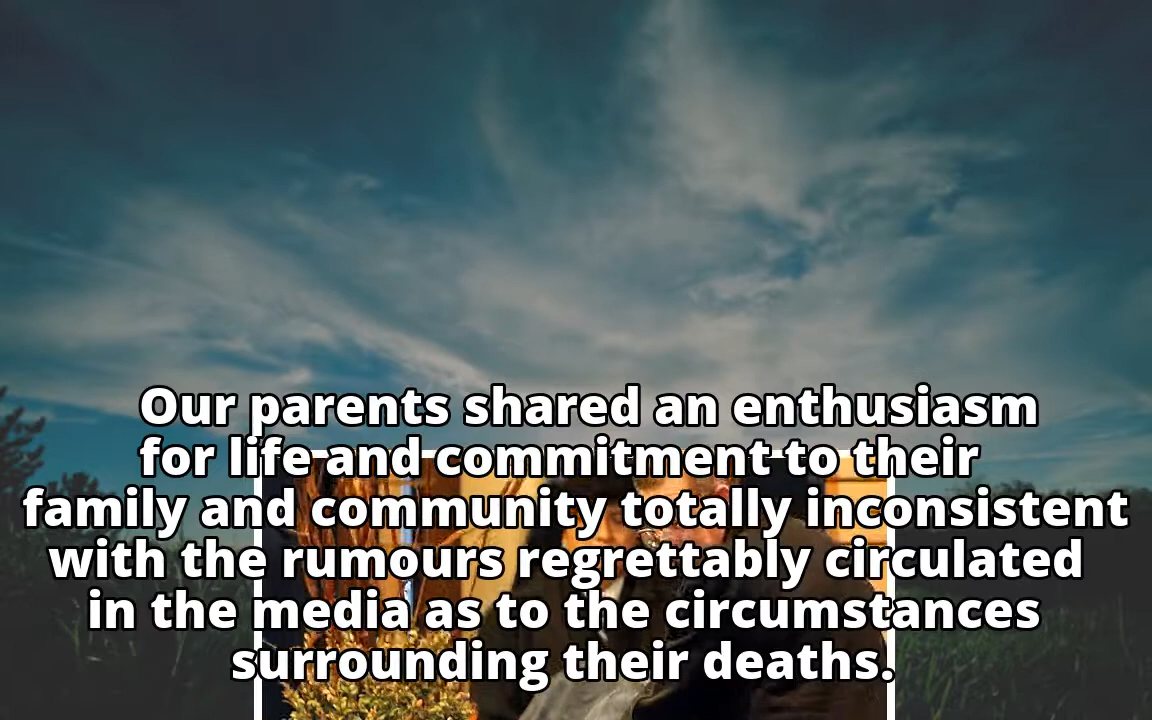 Our parents shared an enthusiasm
for life and commitment to their
family and community totally inconsistent
with the rumours regrettably circulated
in the media as to the circumstances
surrounding their deaths.